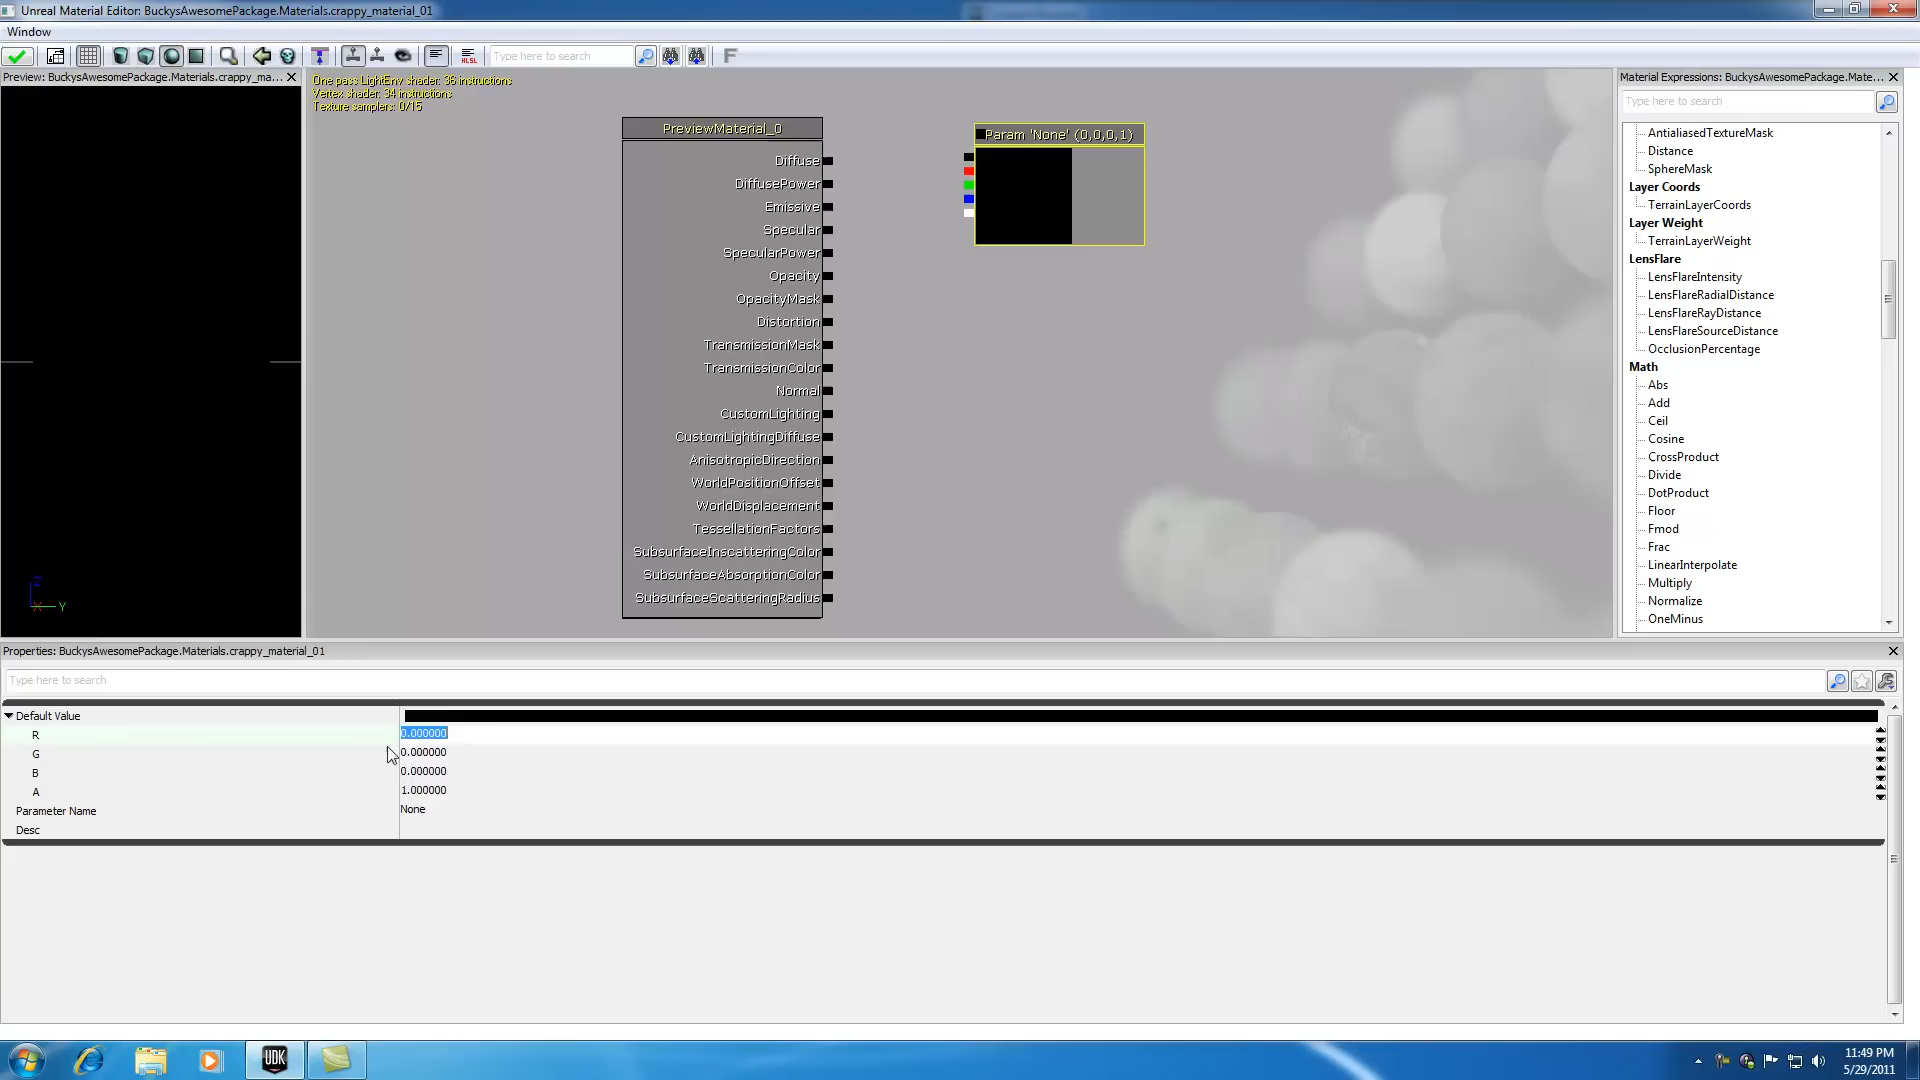 Unreal Material Editor: BuckysAwesomePackage.Materials.crappy_material_01
Window
HLSL
Type here to search
F
Preview: BuckysAwesomePackage.Materials.crappy_ma...
One pass LightEnv shader: 36 instructions
Vertex shader: 34 instructions
Texture samplers: 0/15
PreviewMaterial_0
Diffuse
DiffusePower
Emissive
Specular
SpecularPower
Opacity
OpacityMask
Distortion
TransmissionMask
TransmissionColor
Normal
CustomLighting
CustomLightingDiffuse
AnisotropicDirection
WorldPositionOffset
WorldDisplacement
TessellationFactors
SubsurfaceInscatteringColor
SubsurfaceAbsorptionColor
SubsurfaceScatteringRadius
Param 'None' (0,0,0,1)
Z
X Y
Material Expressions: BuckysAwesomePackage.Mate...
Type here to search
AntialiasedTextureMask
Distance
SphereMask
Layer Coords
TerrainLayerCoords
Layer Weight
TerrainLayerWeight
LensFlare
LensFlareIntensity
LensFlareRadialDistance
LensFlareRayDistance
LensFlareSourceDistance
OcclusionPercentage
Math
Abs
Add
Ceil
Cosine
CrossProduct
Divide
DotProduct
Floor
Fmod
Frac
LinearInterpolate
Multiply
Normalize
OneMinus
Properties: BuckysAwesomePackage.Materials.crappy_material_01
Type here to search
Default Value
R 0.000000
G 0.000000
B 0.000000
A 1.000000
Parameter Name None
Desc
UDK
11:49 PM
5/29/2011